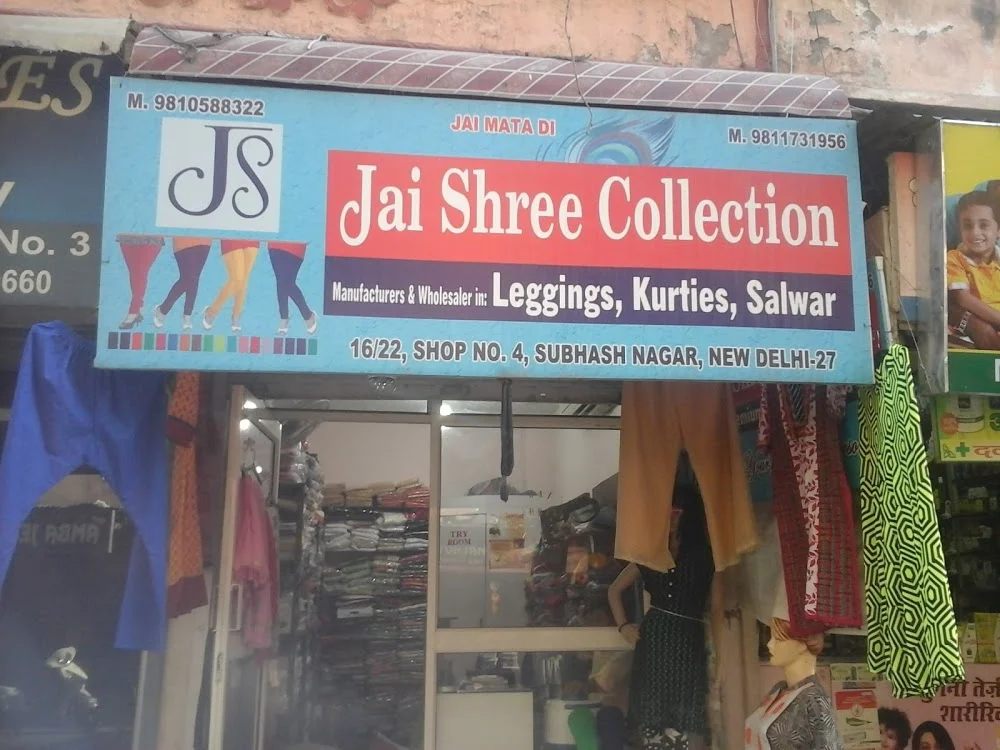 M. 9810588322
JAI MATA DI
M. 9811731956
JS
Jai Shree Collection
Manufacturers & Wholesaler in: Leggings, Kurties, Salwar
16/22, SHOP NO. 4, SUBHASH NAGAR, NEW DELHI-27
ES
No. 3
660
TRY
ROOM
शारीरि